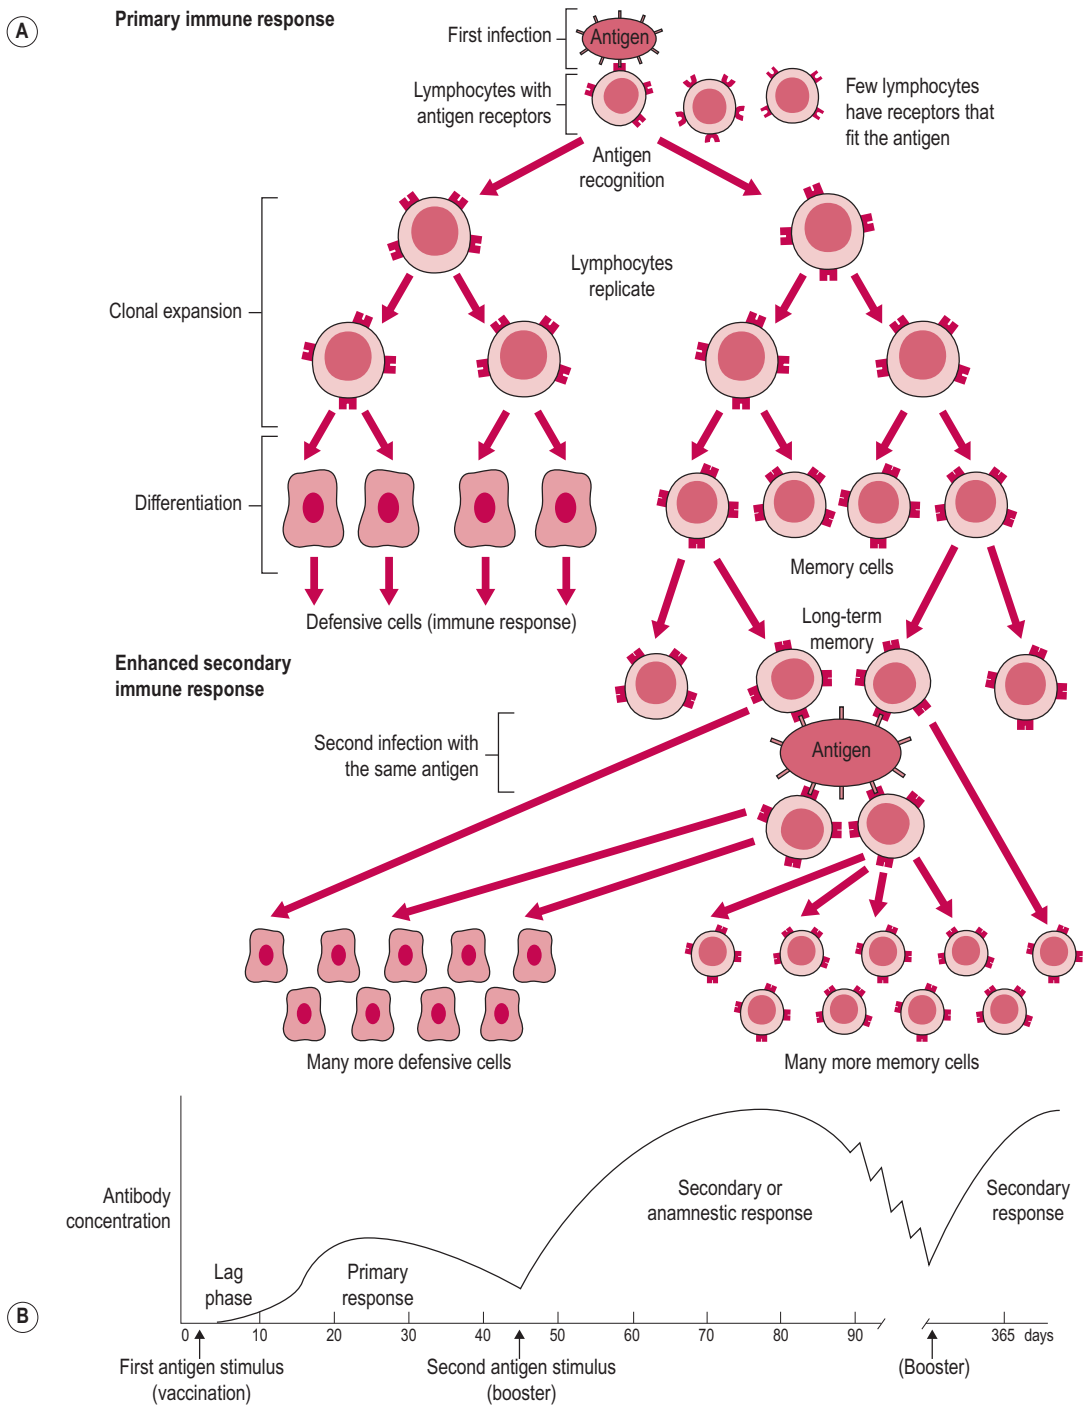 A
Primary immune response
First infection
Antigen
Lymphocytes with
antigen receptors
Few lymphocytes
have receptors that
fit the antigen
Antigen
recognition
Lymphocytes
replicate
Clonal expansion
Differentiation
Memory cells
Defensive cells (immune response)
Long-term
memory
Enhanced secondary
immune response
Second infection with
the same antigen
Antigen
Many more defensive cells
Many more memory cells
Antibody
concentration
Secondary or
anamnestic response
Secondary
response
Lag
phase
Primary
response
B
0 10 20 30 40 50 60 70 80 90 365 days
First antigen stimulus
(vaccination)
Second antigen stimulus
(booster)
(Booster)